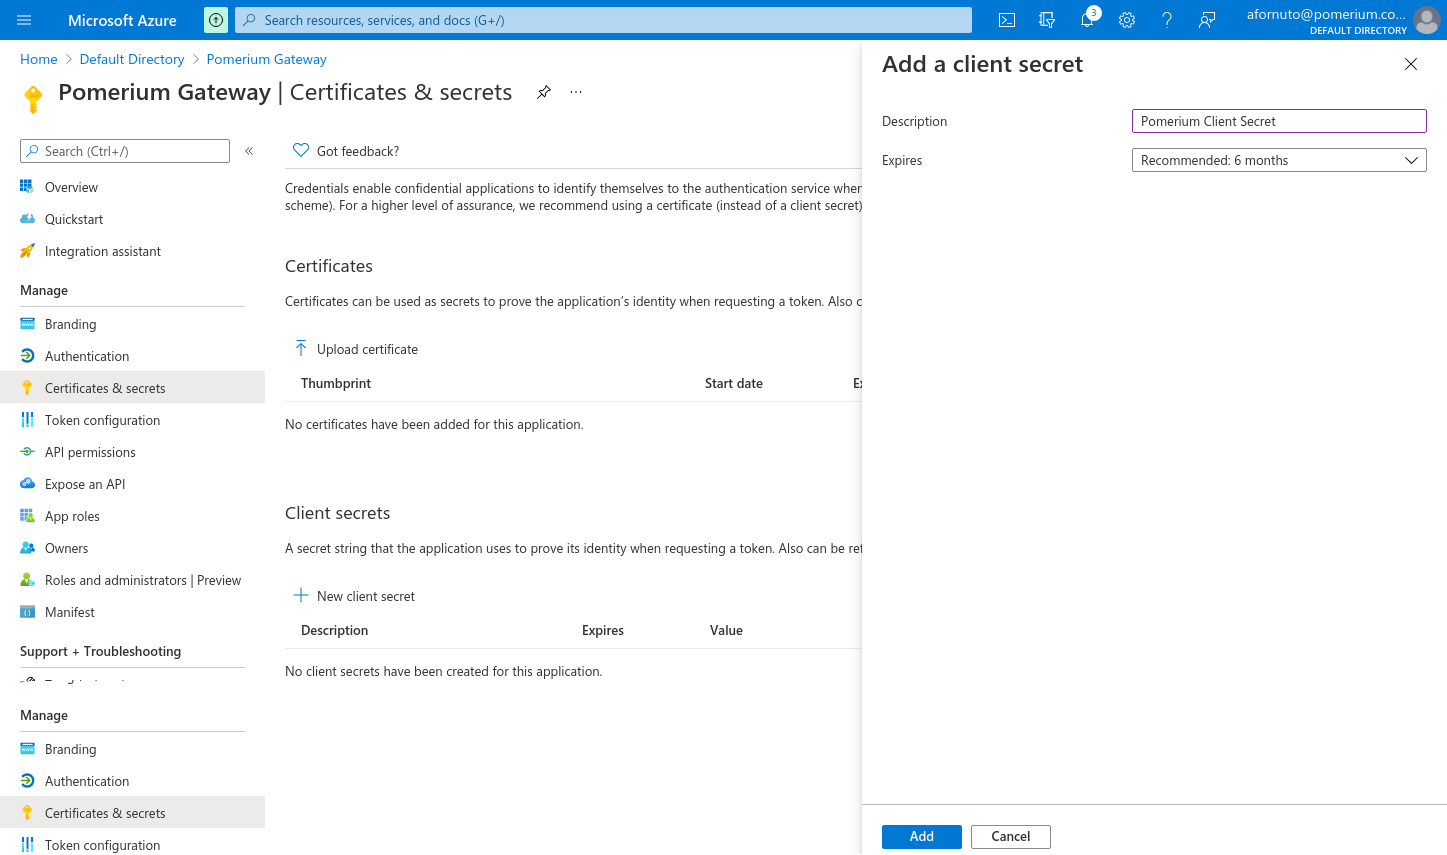 Microsoft Azure
Search resources, services, and docs (G+/)
3
afornuto@pomerium.co...
DEFAULT DIRECTORY
Home > Default Directory > Pomerium Gateway
Pomerium Gateway | Certificates & secrets
Search (Ctrl+/)
Overview
Quickstart
Integration assistant
Manage
Branding
Authentication
Certificates & secrets
Token configuration
API permissions
Expose an API
App roles
Owners
Roles and administrators | Preview
Manifest
Support + Troubleshooting
Manage
Branding
Authentication
Certificates & secrets
Token configuration
Got feedback?
Credentials enable confidential applications to identify themselves to the authentication service when
scheme). For a higher level of assurance, we recommend using a certificate (instead of a client secret)
Certificates
Certificates can be used as secrets to prove the application's identity when requesting a token. Also c
Upload certificate
Thumbprint Start date Ex
No certificates have been added for this application.
Client secrets
A secret string that the application uses to prove its identity when requesting a token. Also can be ref
New client secret
Description Expires Value
No client secrets have been created for this application.
Add a client secret
Description Pomerium Client Secret
Expires Recommended: 6 months
Add Cancel